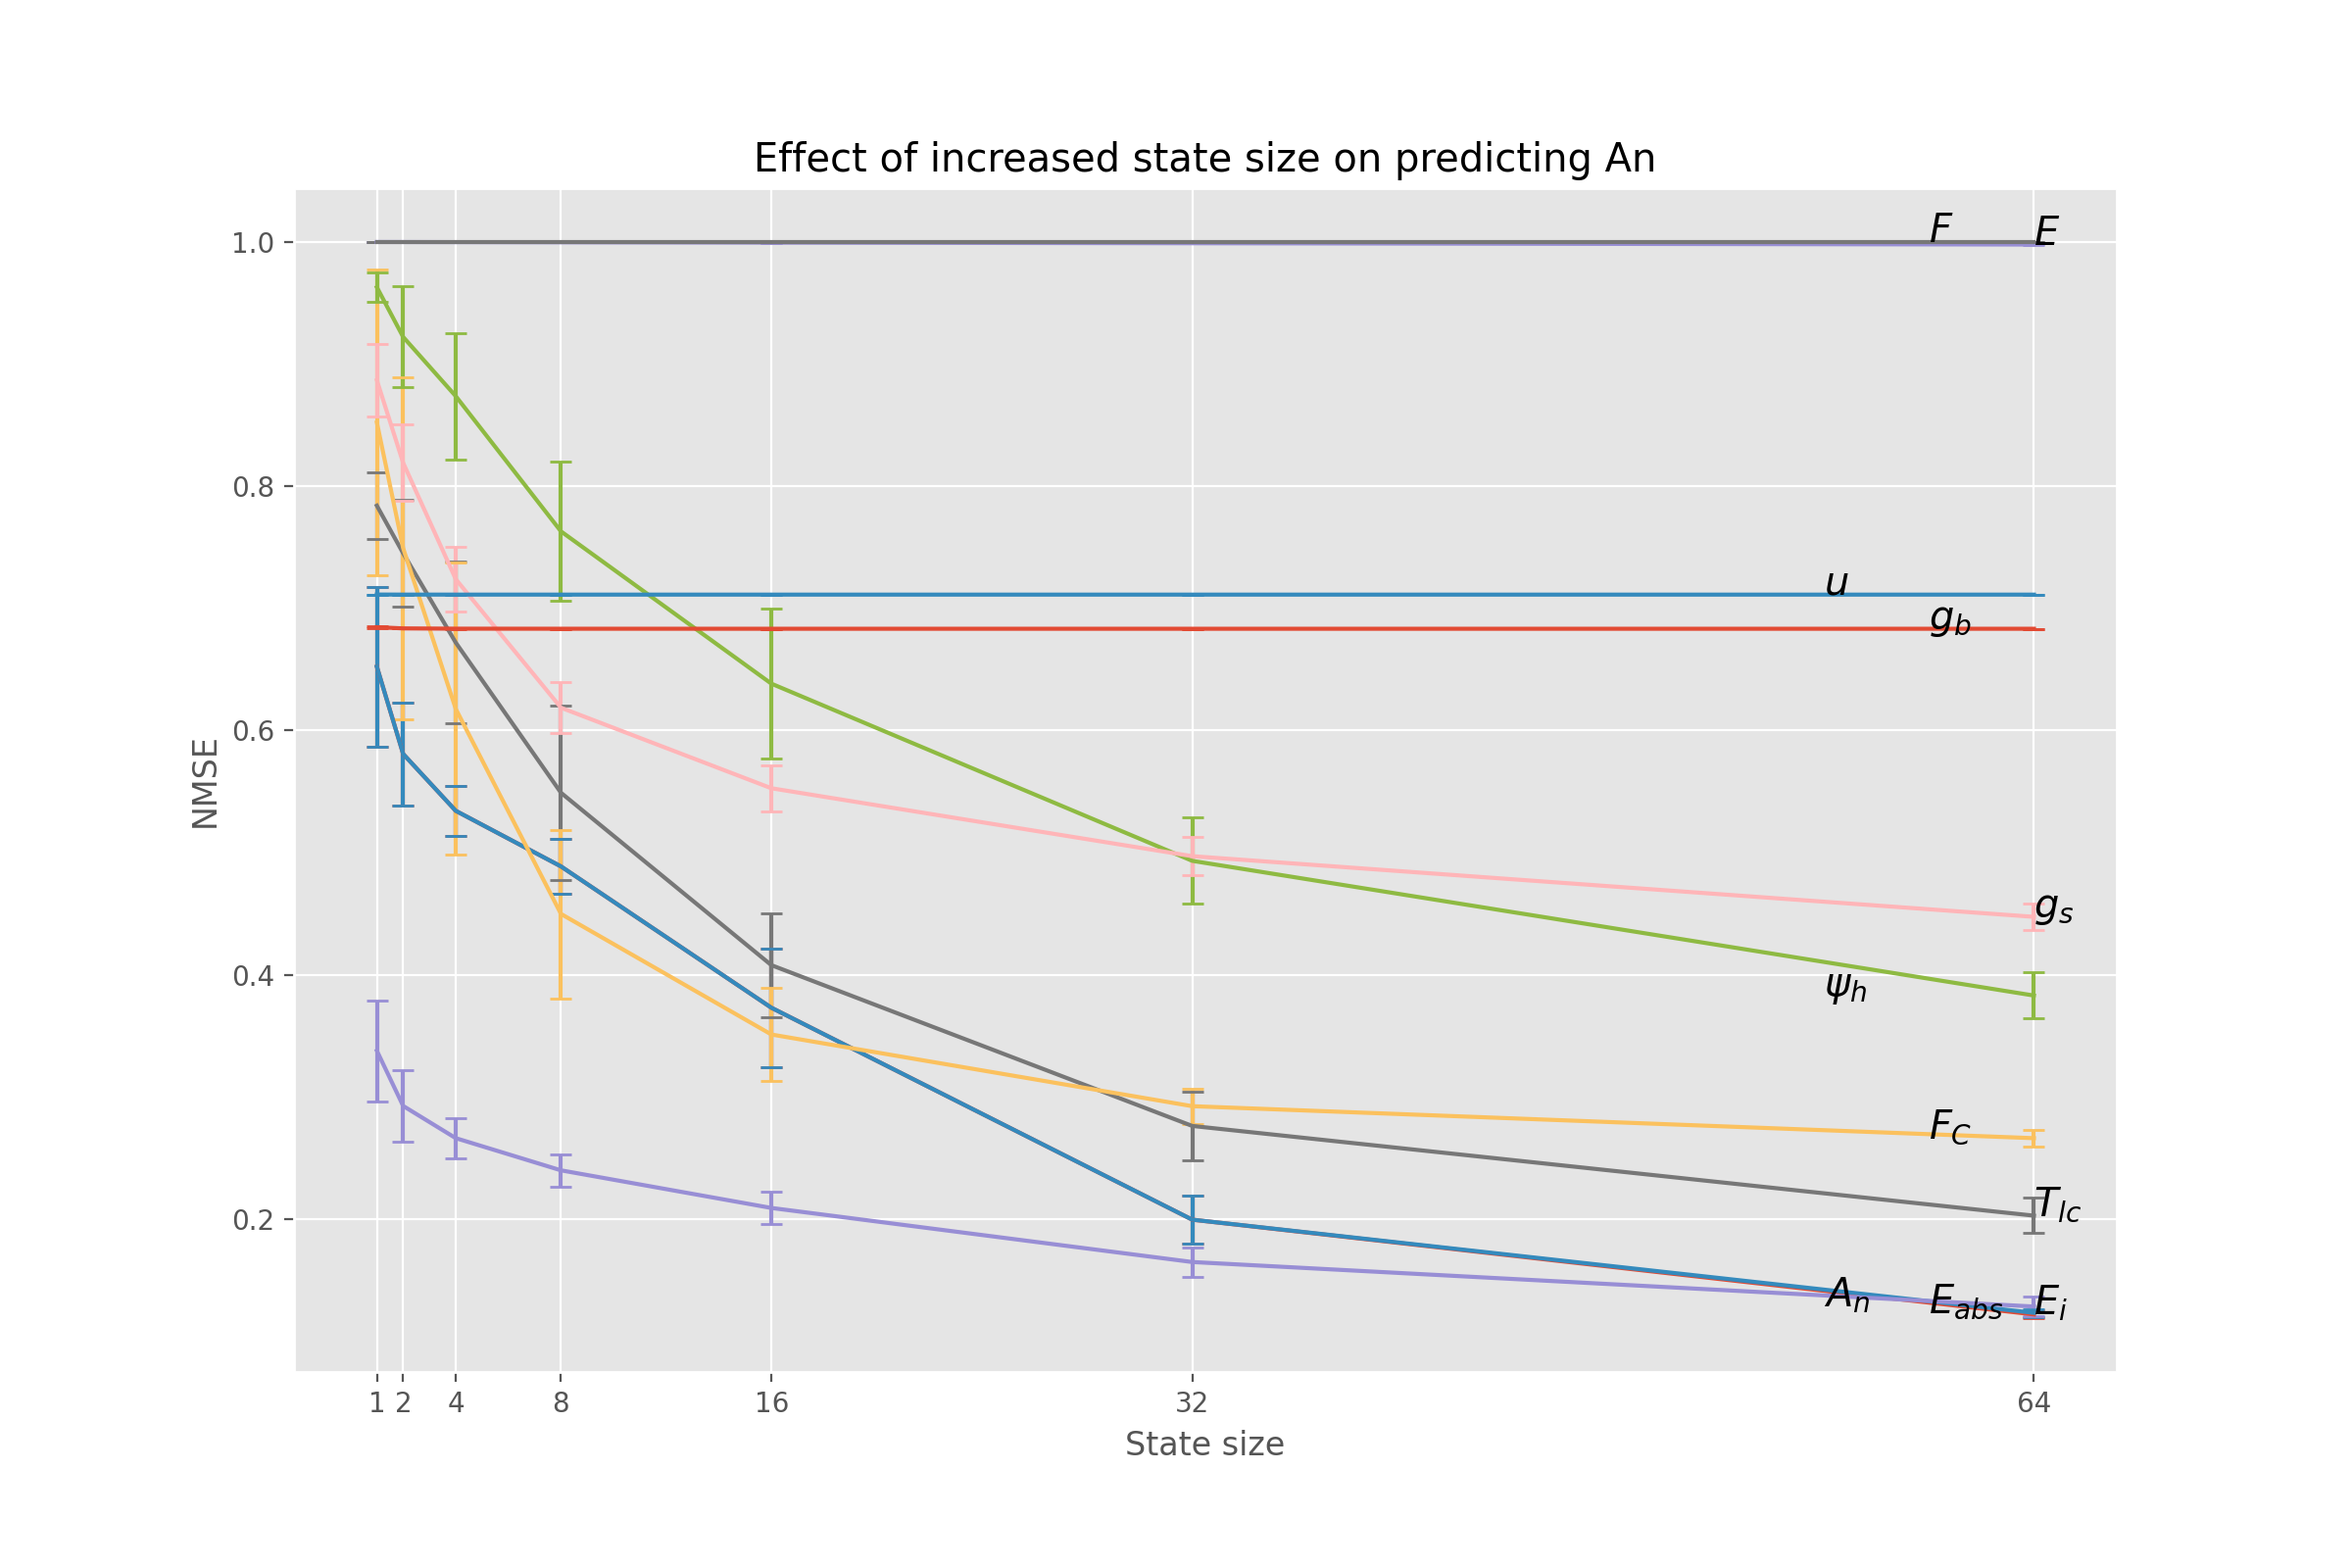 Effect of increased state size on predicting An
1.0
0.8
0.6
0.4
0.2
NMSE
F
E
u
g_b
g_s
ψ_h
F_C
T_lc
A_n
E_abs
E_i
1 2 4 8 16 32 64
State size